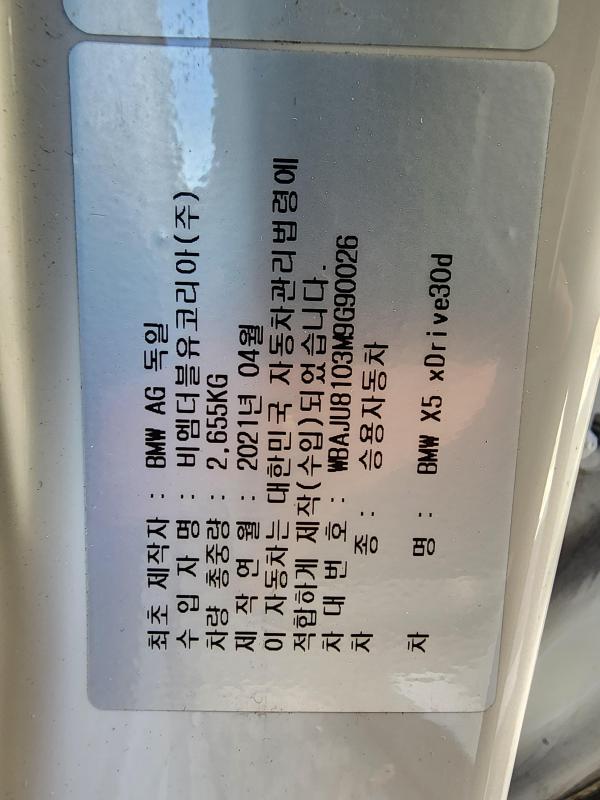 최초 제작자 : BMW AG 독일
수 입 자 명 : 비엠더블유코리아(주)
차량 총중량: 2,655KG
제 작 연 월 : 2021년 04월
이 자동차는 대한민국 자동차관리법령에
적합하게 제작(수입)되었습니다.
차 대 번 호: WBAJU8103M9G90026
차 종 : 승용자동차
차 명 : BMW X5 xDrive30d